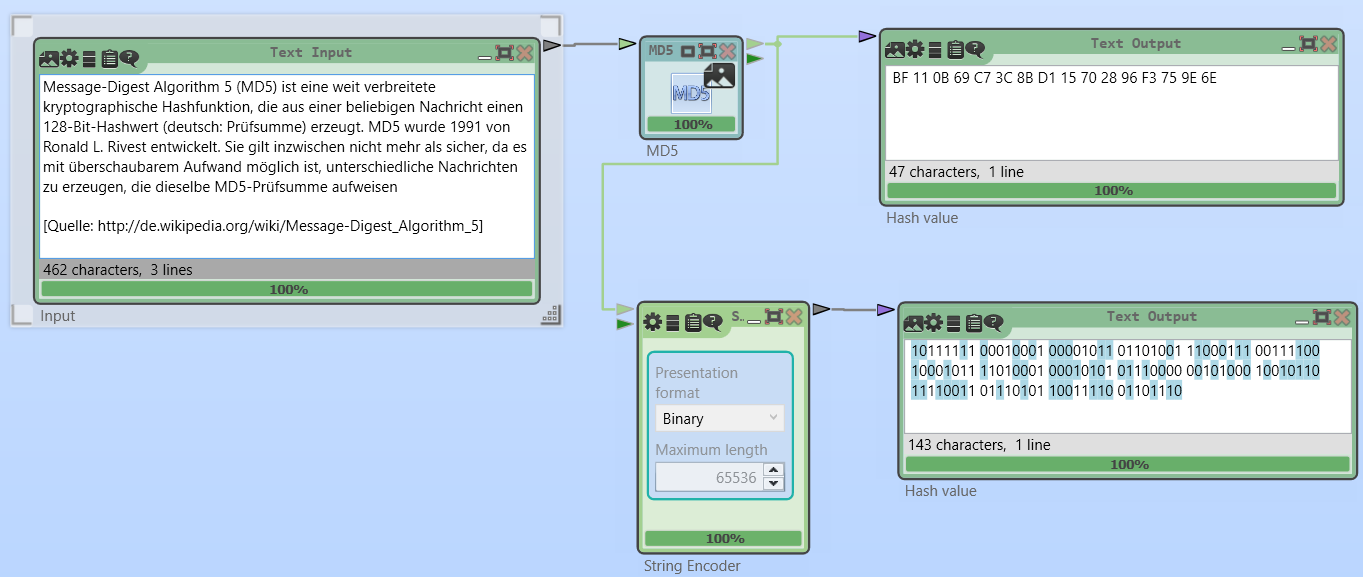 Text Input
Message-Digest Algorithm 5 (MD5) ist eine weit verbreitete
kryptographische Hashfunktion, die aus einer beliebigen Nachricht einen
128-Bit-Hashwert (deutsch: Prüfsumme) erzeugt. MD5 wurde 1991 von
Ronald L. Rivest entwickelt. Sie gilt inzwischen nicht mehr als sicher, da es
mit überschaubarem Aufwand möglich ist, unterschiedliche Nachrichten
zu erzeugen, die dieselbe MD5-Prüfsumme aufweisen
[Quelle: http://de.wikipedia.org/wiki/Message-Digest_Algorithm_5]
462 characters, 3 lines
100%
Input
MD5
MD5
100%
MD5
Text Output
BF 11 0B 69 C7 3C 8B D1 15 70 28 96 F3 75 9E 6E
47 characters, 1 line
100%
Hash value
S..
Presentation
format
Binary
Maximum length
65536
100%
String Encoder
Text Output
10111111 00010001 00001011 01101001 11000111 00111100
10001011 11010001 00010101 01110000 00101000 10010110
11110011 01110101 10011110 01101110
143 characters, 1 line
100%
Hash value